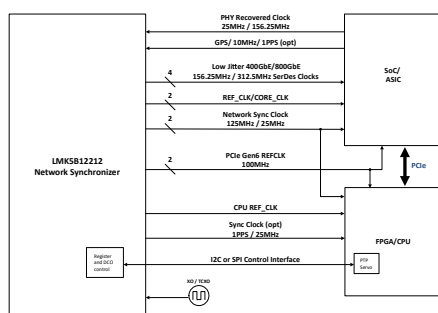 PHY Recovered Clock
25MHz / 156.25MHz
GPS/ 10MHz/ 1PPS (opt)
Low Jitter 400GbE/800GbE
4
156.25MHz / 312.5MHz SerDes Clocks
2
REF_CLK/CORE_CLK
Network Sync Clock
2
125MHz / 25MHz
SoC/
ASIC
LMK5B12212
Network Synchronizer
PCIe Gen6 REFCLK
2
100MHz
PCIe
CPU REF_CLK
Sync Clock (opt)
1PPS / 25MHz
FPGA/CPU
Register
and DCO
control
I2C or SPI Control Interface
PTP
Servo
XO / TCXO